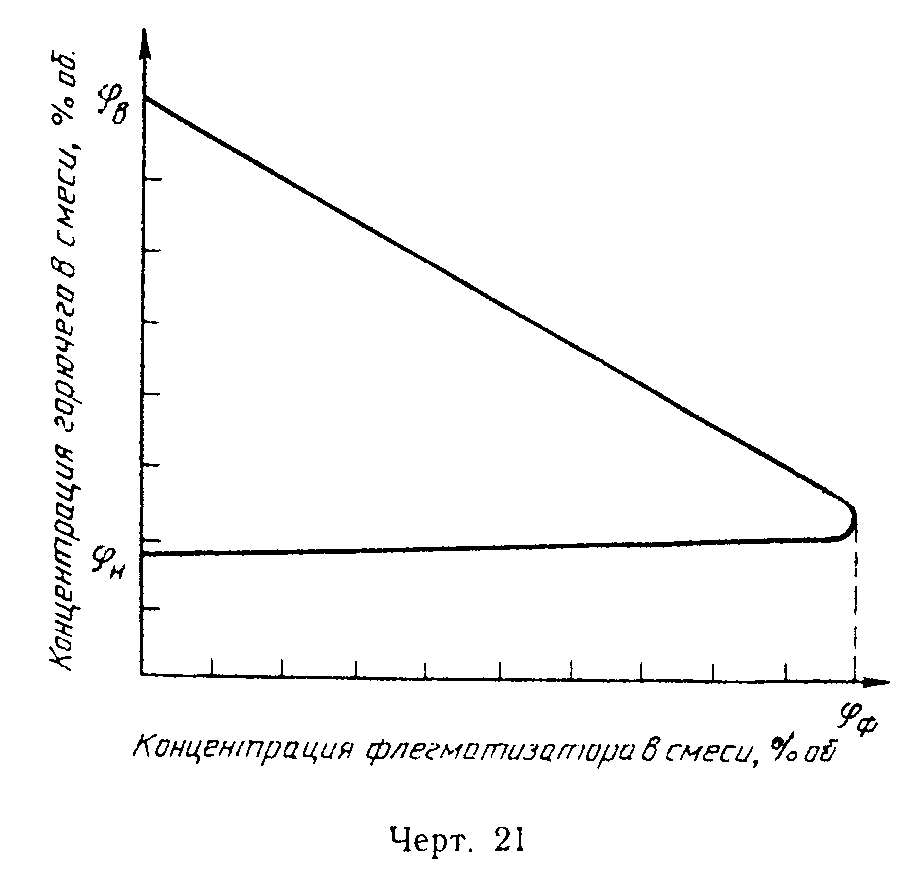 Концентрация горючего в смеси, % об.
φв
φн
φф
Концентрация флегматизатора в смеси, % об
Черт. 21